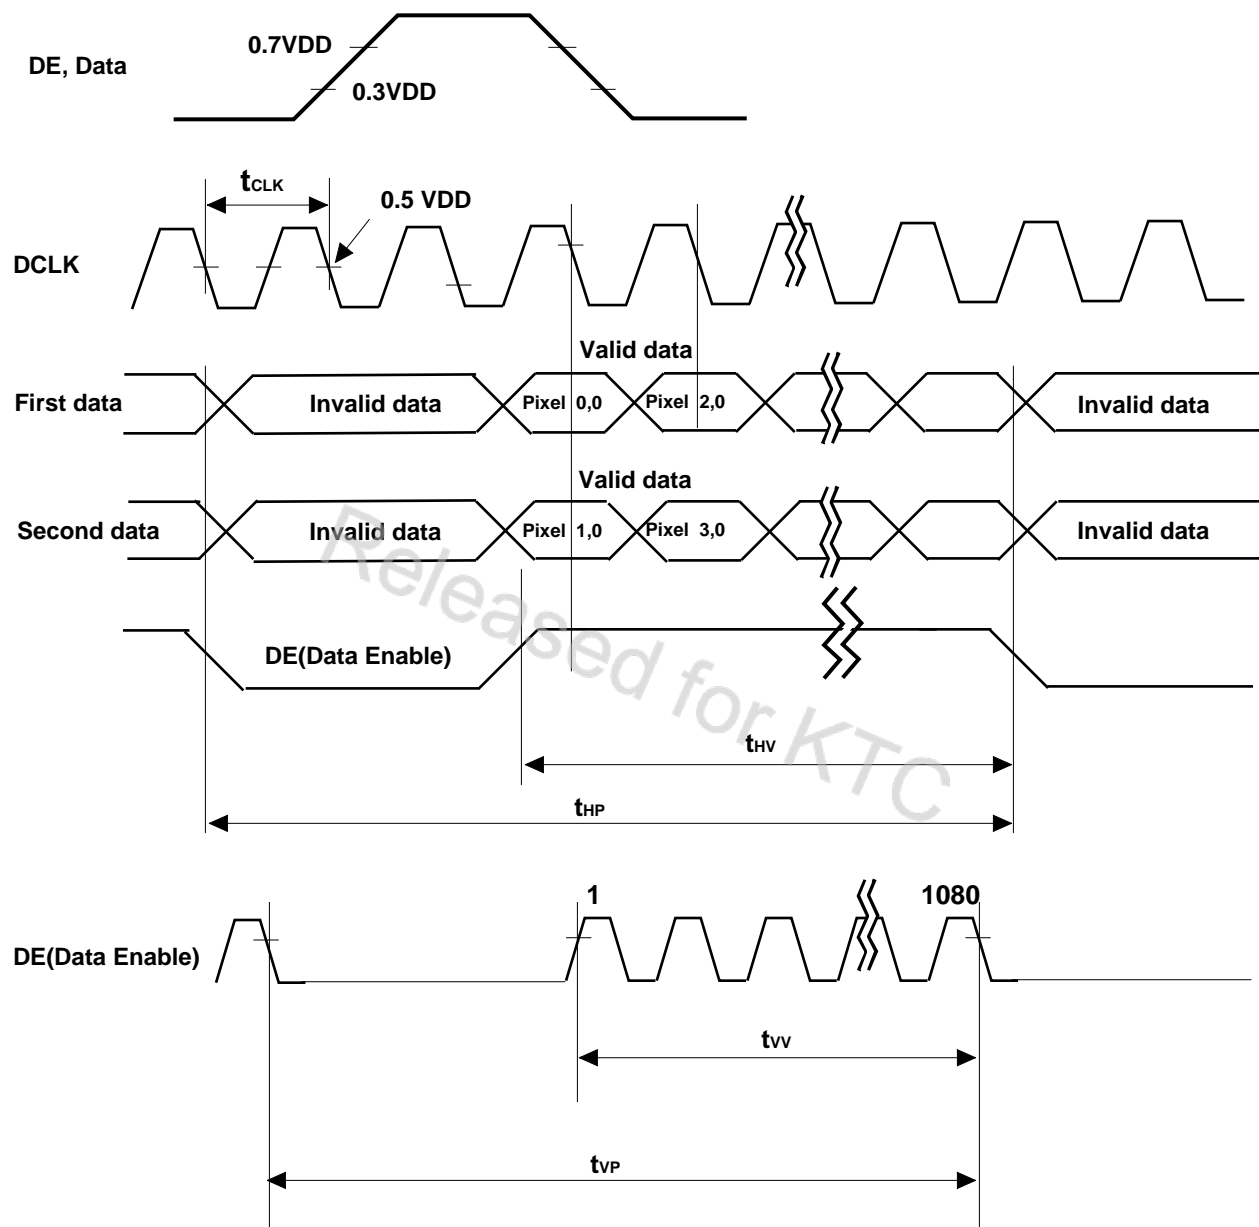 0.7VDD
DE, Data
0.3VDD
tCLK
0.5 VDD
DCLK
Valid data
First data
Invalid data
Pixel 0,0
Pixel 2,0
Invalid data
Valid data
Second data
Invalid data
Pixel 1,0
Pixel 3,0
Invalid data
Released for KTC
DE(Data Enable)
tHV
tHP
1
1080
DE(Data Enable)
tVV
tVP